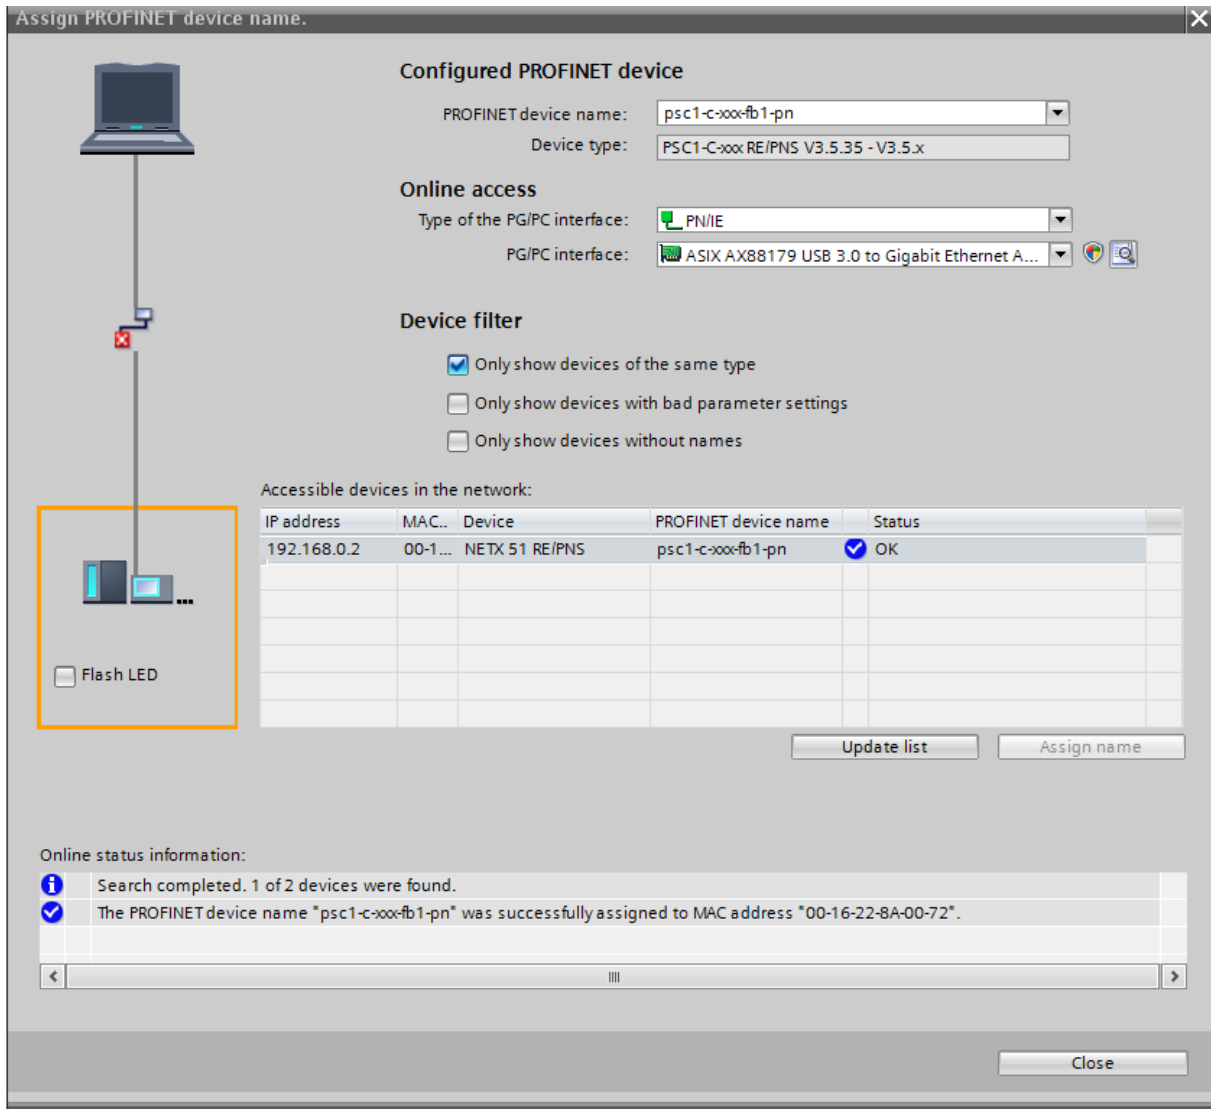 Assign PROFINET device name.
Configured PROFINET device
PROFINET device name: psc1-c-xxx-fb1-pn
Device type: PSC1-C-xxx RE/PNS V3.5.35 - V3.5.x
Online access
Type of the PG/PC interface: PN/IE
PG/PC interface: ASIX AX88179 USB 3.0 to Gigabit Ethernet A...
Device filter
Only show devices of the same type
Only show devices with bad parameter settings
Only show devices without names
Accessible devices in the network:
IP address MAC.. Device PROFINET device name Status
192.168.0.2 00-1... NETX 51 RE/PNS psc1-c-xxx-fb1-pn OK
Flash LED
Update list Assign name
Online status information:
Search completed. 1 of 2 devices were found.
The PROFINET device name "psc1-c-xxx-fb1-pn" was successfully assigned to MAC address "00-16-22-8A-00-72".
Close